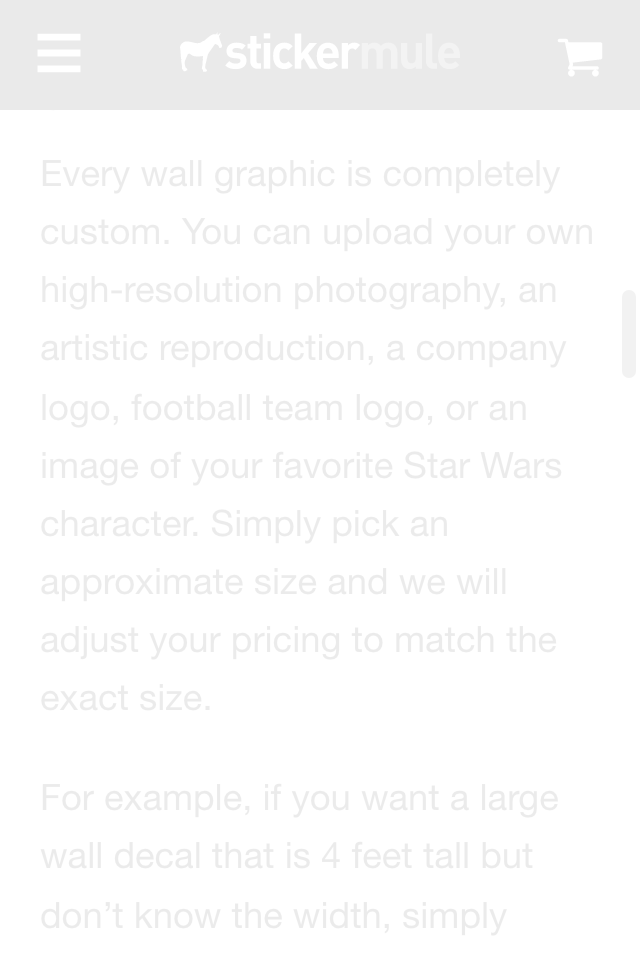 stickermule
Every wall graphic is completely
custom. You can upload your own
high-resolution photography, an
artistic reproduction, a company
logo, football team logo, or an
image of your favorite Star Wars
character. Simply pick an
approximate size and we will
adjust your pricing to match the
exact size.
For example, if you want a large
wall decal that is 4 feet tall but
don’t know the width, simply